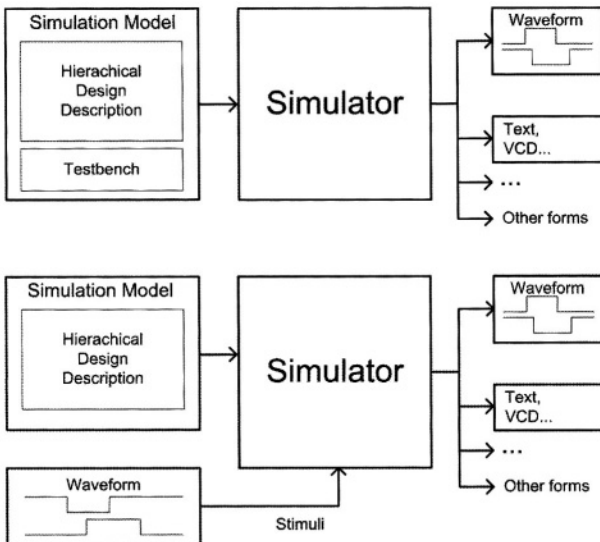 Simulation Model
Hierachical
Design
Description
Testbench
Simulator
Waveform
Text,
VCD...
...
Other forms
Simulation Model
Hierachical
Design
Description
Simulator
Waveform
Text,
VCD...
...
Other forms
Waveform
Stimuli